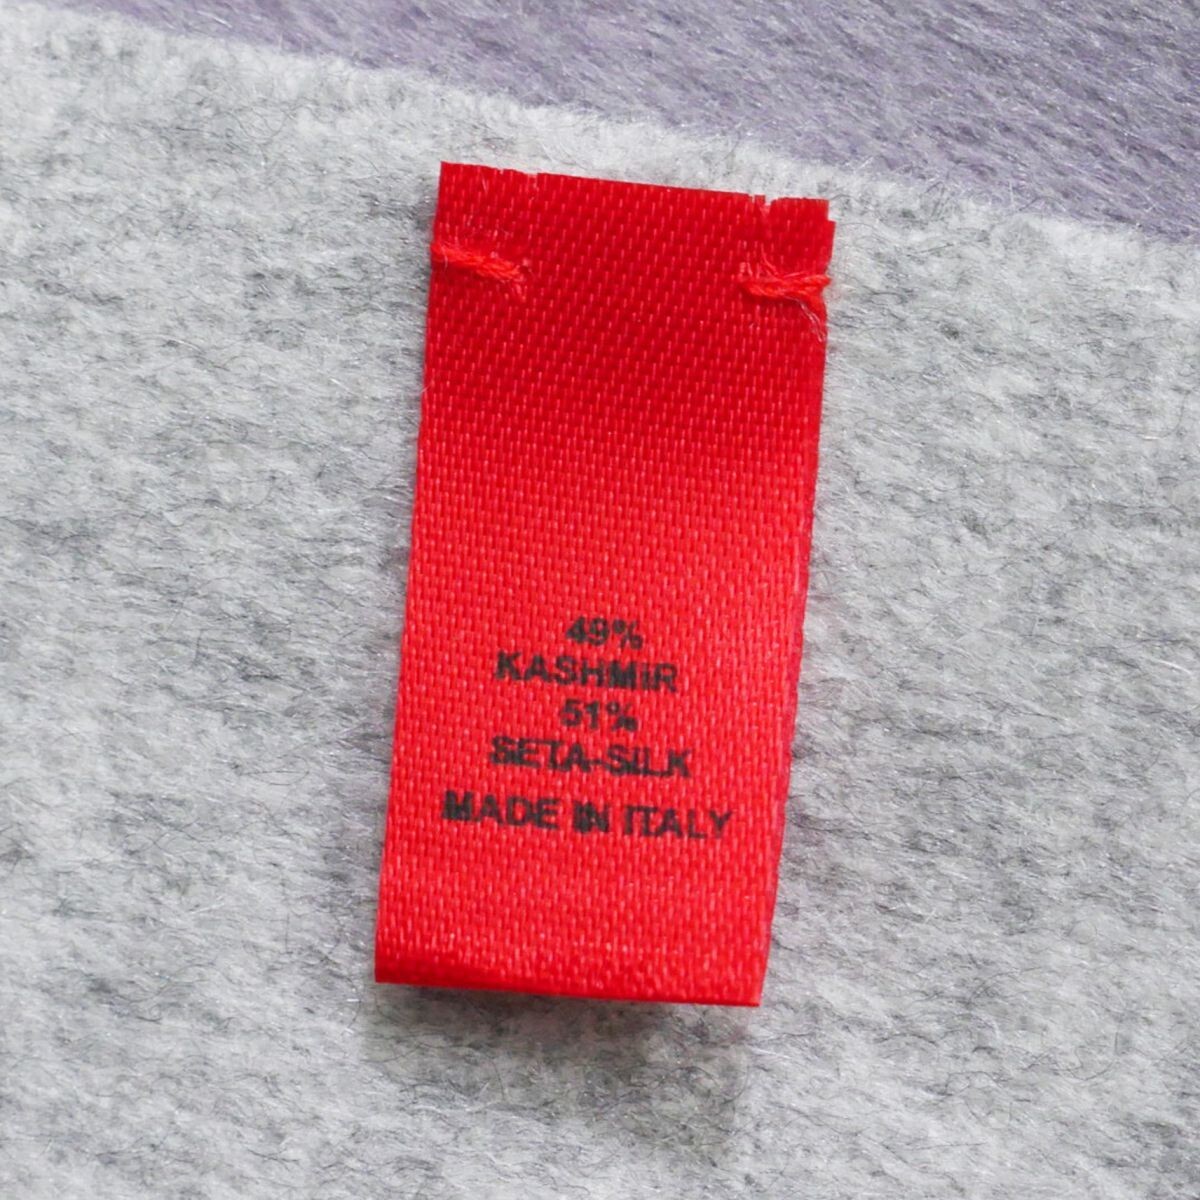 49%
KASHMIR
51%
SETA-SILK
MADE IN ITALY